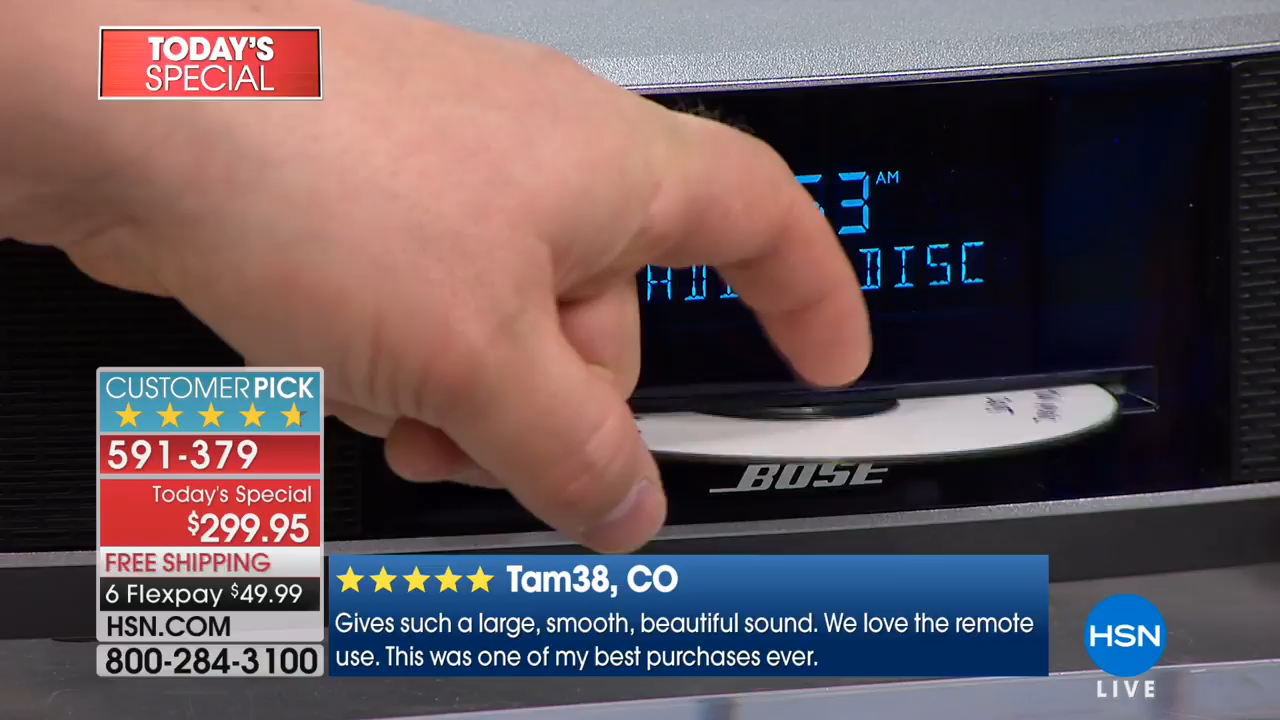 TODAY'S
SPECIAL
53 AM
DISC
BOSE
CUSTOMER PICK
591-379
Today's Special
$299.95
FREE SHIPPING
6 Flexpay $49.99
HSN.COM
800-284-3100
Tam38, CO
Gives such a large, smooth, beautiful sound. We love the remote
use. This was one of my best purchases ever.
HSN
LIVE